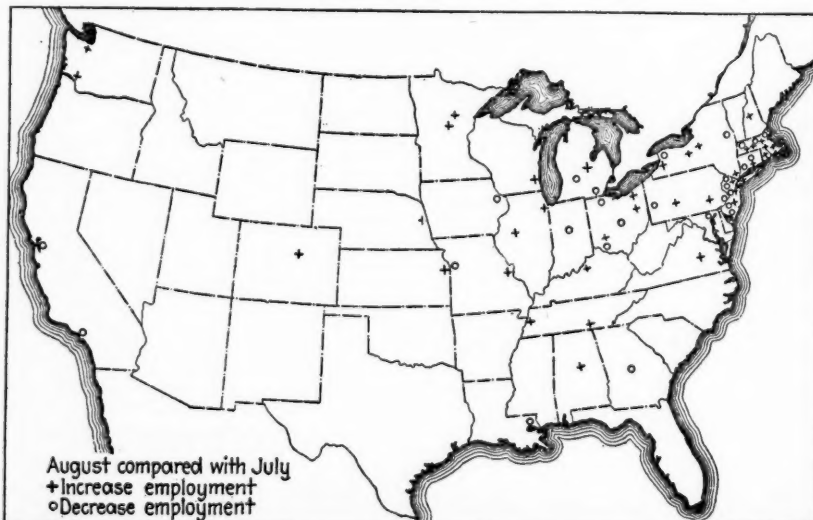 August compared with July
+Increase employment
○Decrease employment